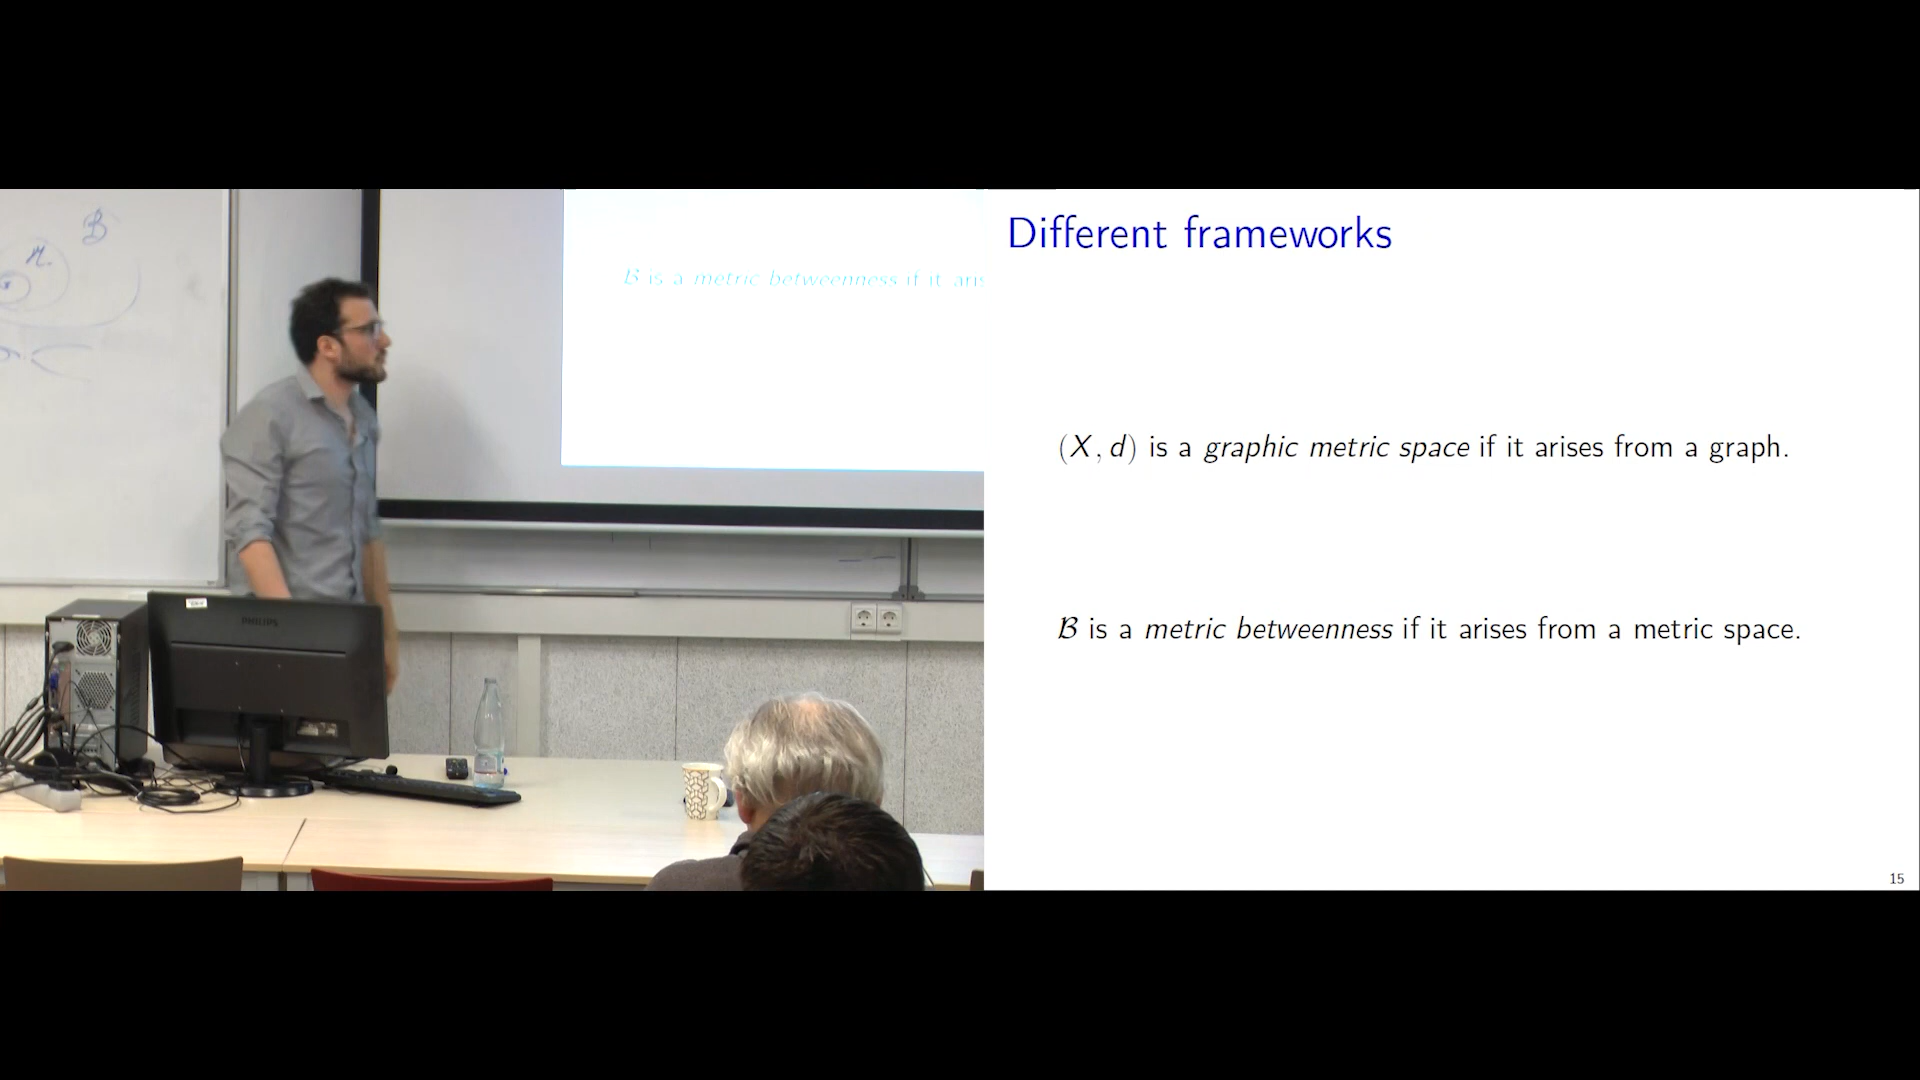 B
M
B is a metric betweenness if it aris
PHILIPS
Different frameworks
(X, d) is a graphic metric space if it arises from a graph.
B is a metric betweenness if it arises from a metric space.
15